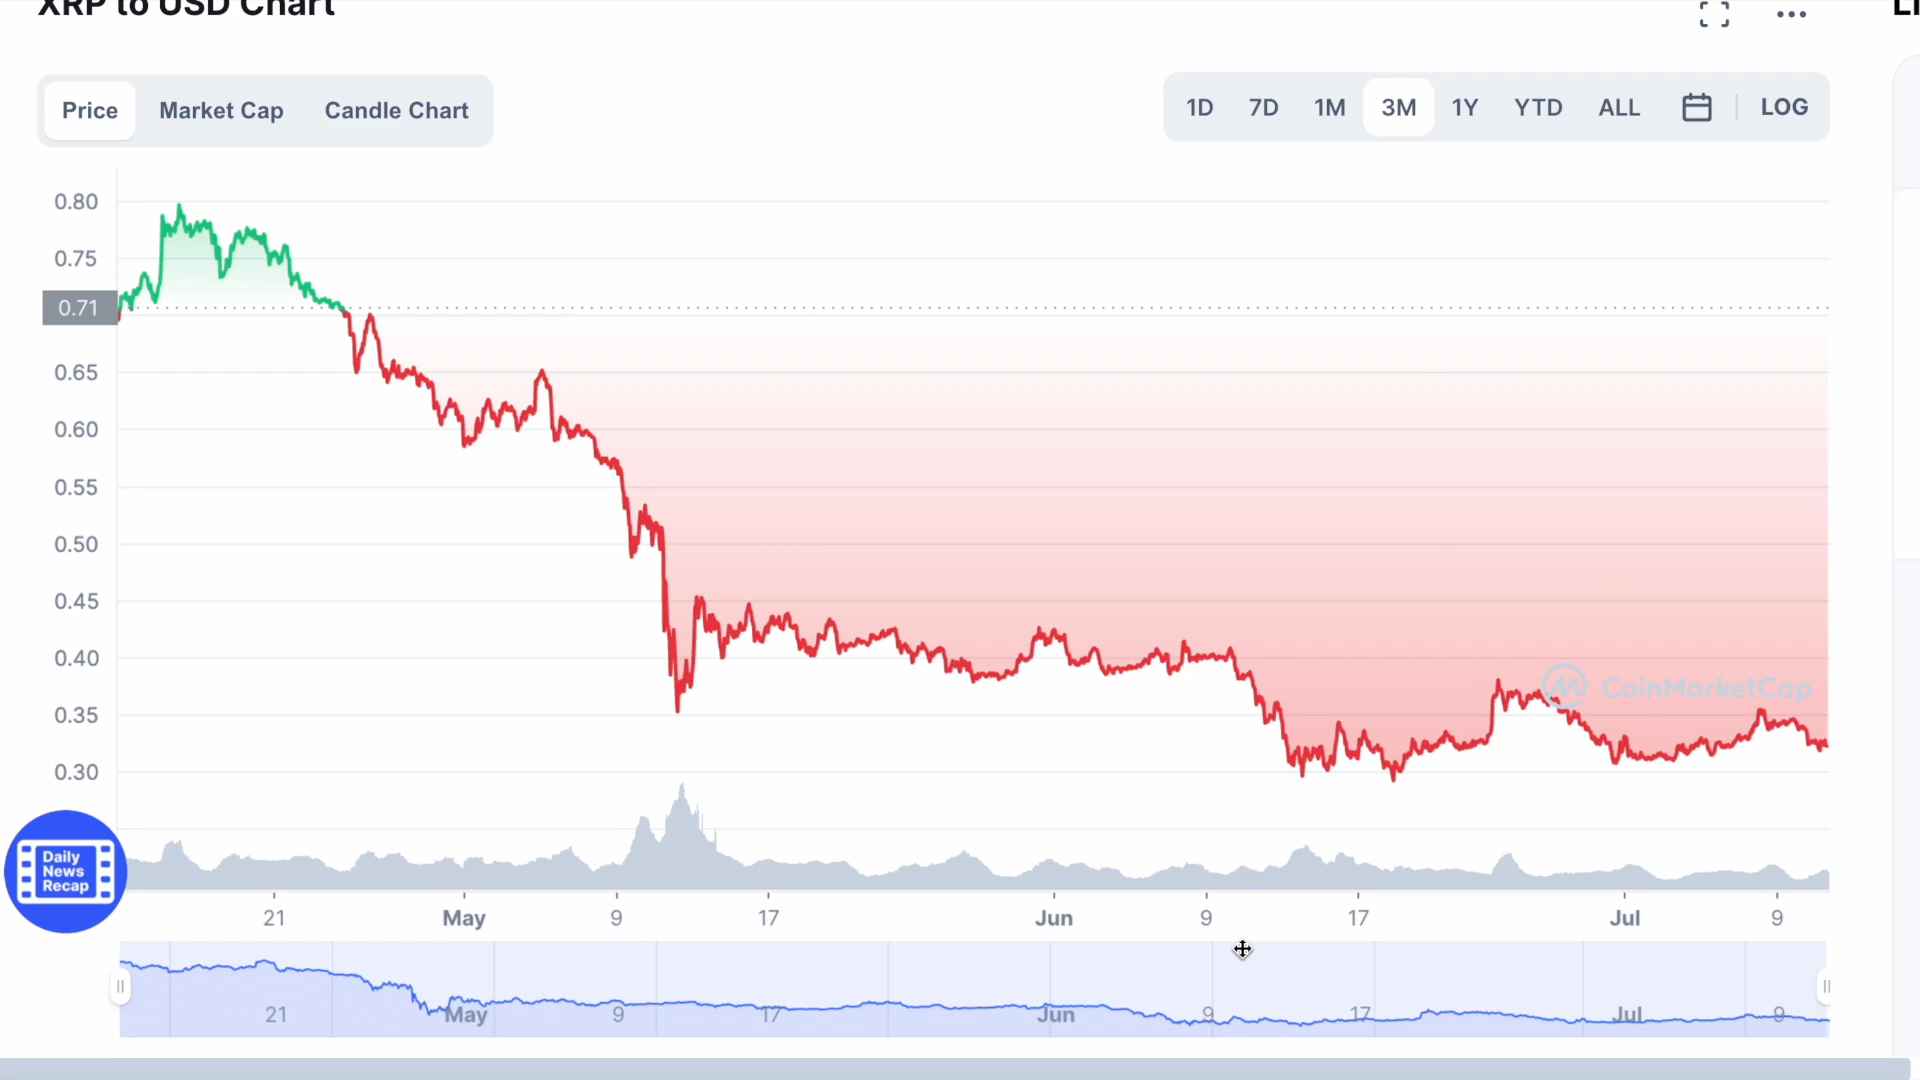 XRP to USD Chart
Price Market Cap Candle Chart
1D 7D 1M 3M 1Y YTD ALL LOG
0.80
0.75
0.71
0.65
0.60
0.55
0.50
0.45
0.40
0.35
0.30
CoinMarketCap
Daily
News
Recap
21 May 9 17 Jun 9 17 Jul 9
21 May 9 17 Jun 9 17 Jul 9